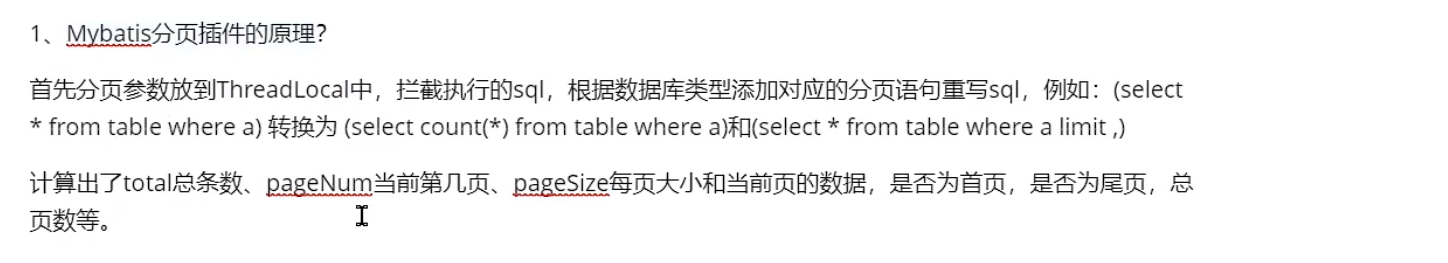 1、Mybatis分页插件的原理？
首先分页参数放到ThreadLocal中，拦截执行的sql，根据数据库类型添加对应的分页语句重写sql，例如：(select
* from table where a) 转换为 (select count(*) from table where a)和(select * from table where a limit ,)
计算出了total总条数、pageNum当前第几页、pageSize每页大小和当前页的数据，是否为首页，是否为尾页，总
页数等。